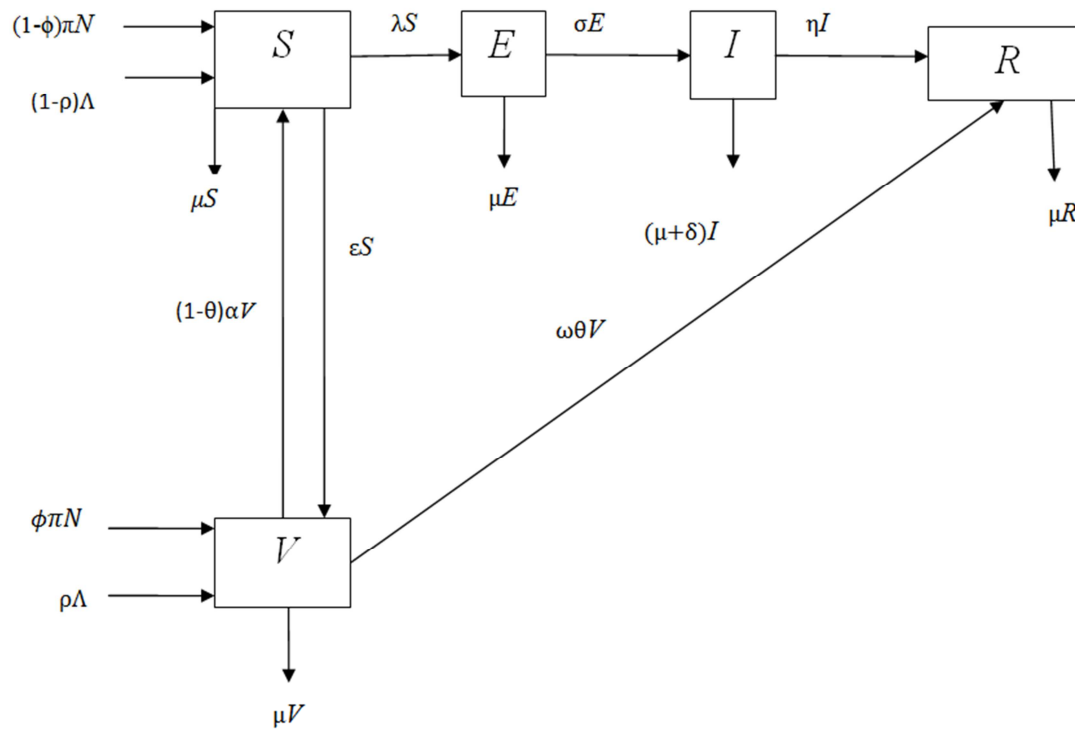 (1-ϕ)πN
λS
σE
ηI
S
E
I
R
(1-ρ)Λ
μS
μE
(μ+δ)I
μR
εS
(1-θ)αV
ωθV
ϕπN
V
ρΛ
μV